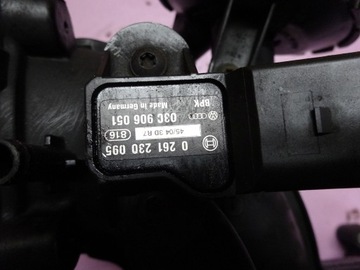 0 261 230 095
816 45/04 30 R7
03C 906 051
Made in Germany BPK